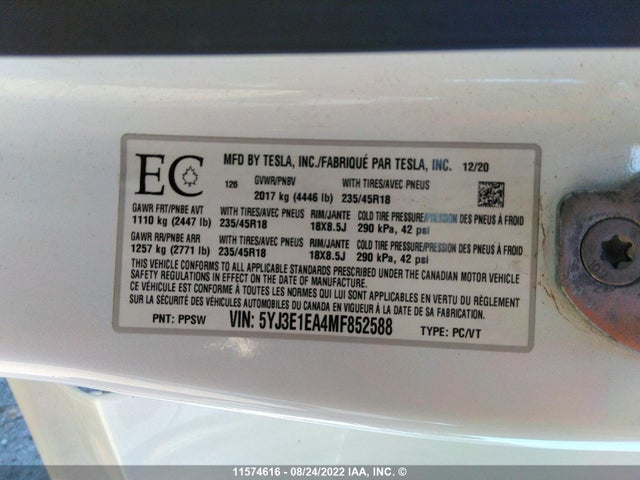 EC
MFD BY TESLA, INC./FABRIQUÉ PAR TESLA, INC. 12/20
126 GVWR/PNBV WITH TIRES/AVEC PNEUS
2017 kg (4446 lb) 235/45R18
GAWR FRT/PNBE AVT WITH TIRES/AVEC PNEUS RIM/JANTE COLD TIRE PRESSURE/PRESSION DES PNEUS À FROID
1110 kg (2447 lb) 235/45R18 18X8.5J 290 kPa, 42 psi
GAWR RR/PNBE ARR WITH TIRES/AVEC PNEUS RIM/JANTE COLD TIRE PRESSURE/PRESSION DES PNEUS À FROID
1257 kg (2771 lb) 235/45R18 18X8.5J 290 kPa, 42 psi
THIS VEHICLE CONFORMS TO ALL APPLICABLE STANDARDS PRESCRIBED UNDER THE CANADIAN MOTOR VEHICLE
SAFETY REGULATIONS IN EFFECT ON THE DATE OF MANUFACTURE
CE VÉHICULE EST CONFORME À TOUTES LES NORMES QUI LUI SONT APPLICABLES EN VERTU DU RÈGLEMENT
SUR LA SÉCURITÉ DES VÉHICULES AUTOMOBILES DU CANADA EN VIGUEUR À LA DATE DE SA FABRICATION
PNT: PPSW VIN: 5YJ3E1EA4MF852588 TYPE: PC/VT
11574616 - 08/24/2022 IAA, INC. ©